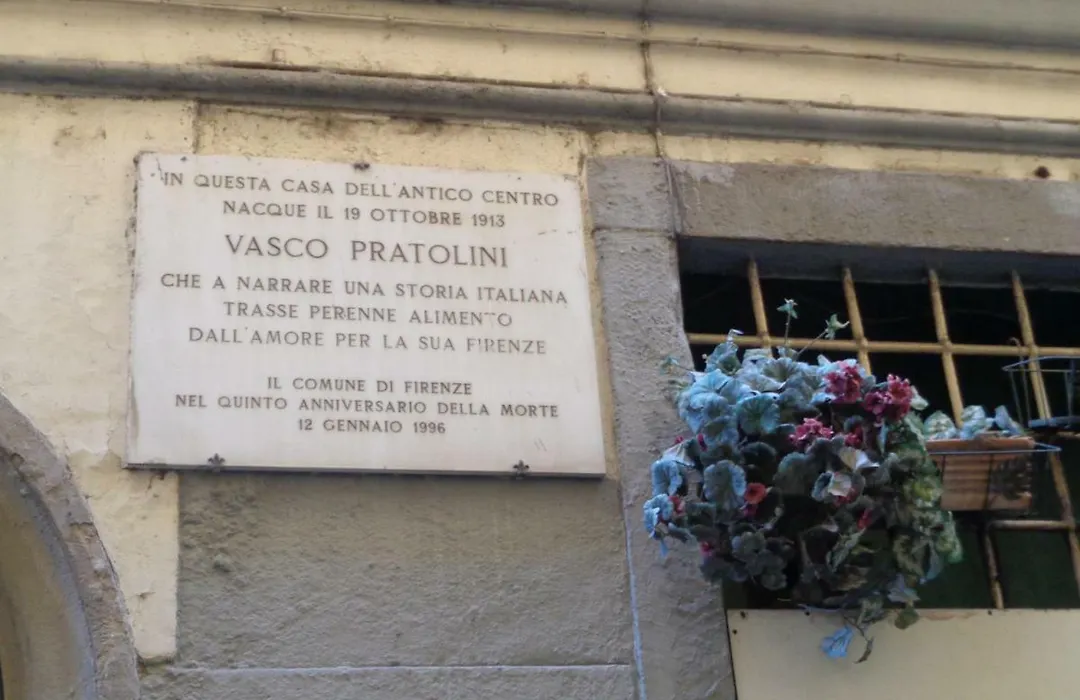 IN QUESTA CASA DELL'ANTICO CENTRO
NACQUE IL 19 OTTOBRE 1913
VASCO PRATOLINI
CHE A NARRARE UNA STORIA ITALIANA
TRASSE PERENNE ALIMENTO
DALL'AMORE PER LA SUA FIRENZE
IL COMUNE DI FIRENZE
NEL QUINTO ANNIVERSARIO DELLA MORTE
12 GENNAIO 1996